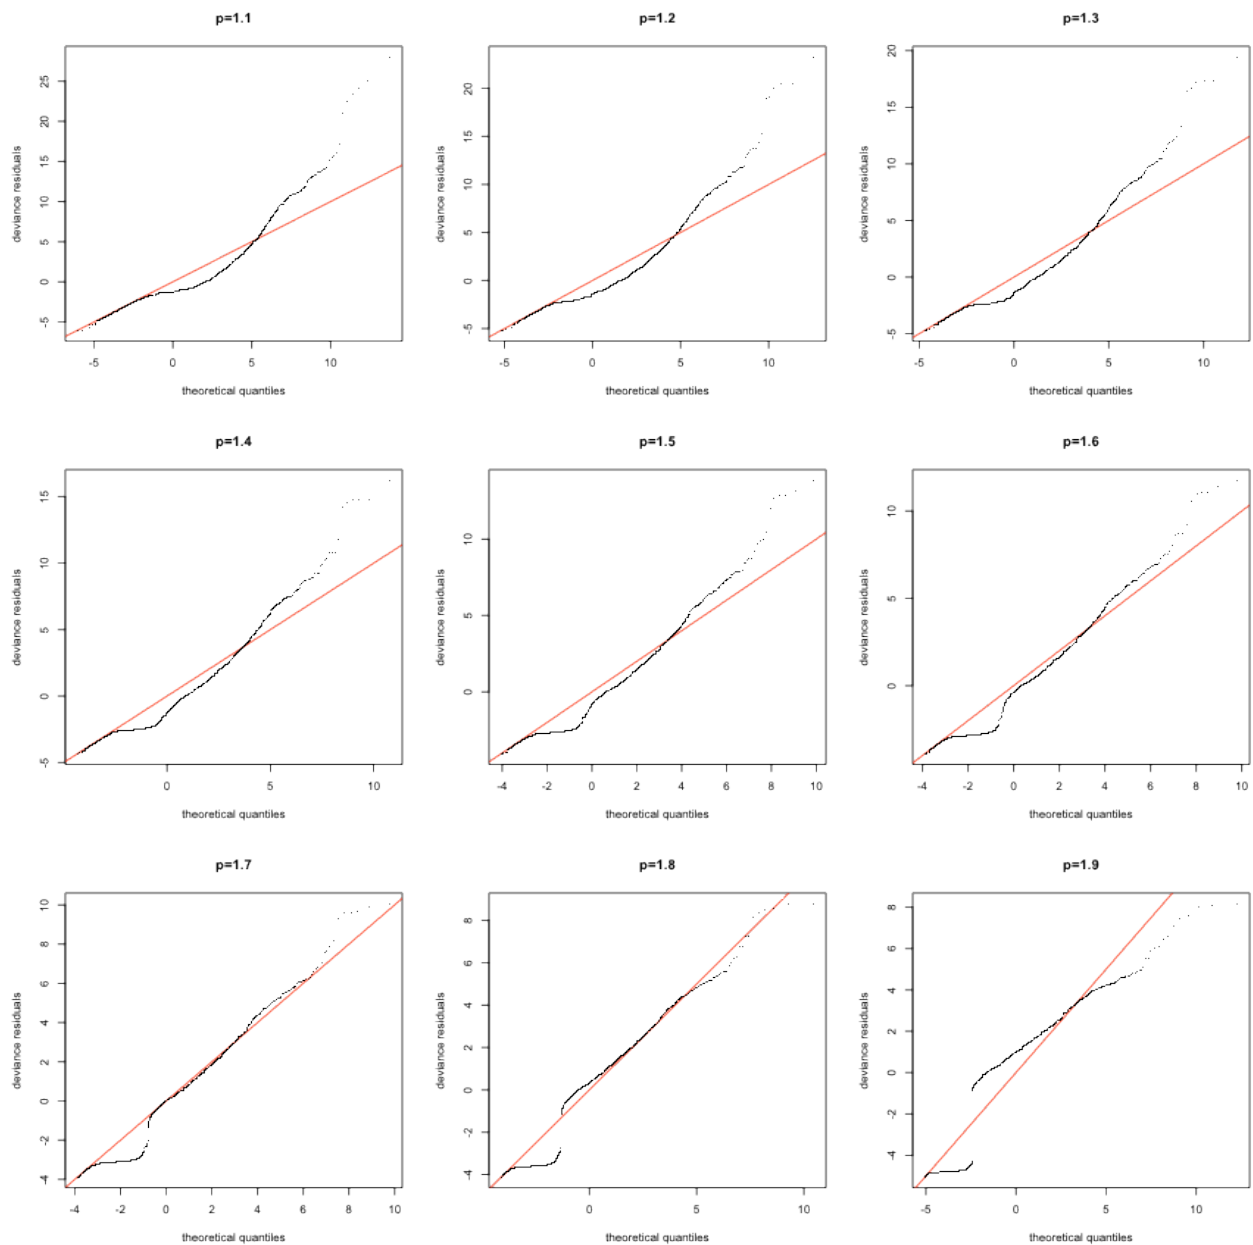 p=1.1
p=1.2
p=1.3
deviance residuals
-5 0 5 10 15 20 25
-5 0 5 10
theoretical quantiles
deviance residuals
-5 0 5 10 15 20
-5 0 5 10
theoretical quantiles
deviance residuals
-5 0 5 10 15 20
-5 0 5 10
theoretical quantiles
p=1.4
p=1.5
p=1.6
deviance residuals
-5 0 5 10 15
0 5 10
theoretical quantiles
deviance residuals
0 5 10
-4 -2 0 2 4 6 8 10
theoretical quantiles
deviance residuals
0 5 10
-4 -2 0 2 4 6 8 10
theoretical quantiles
p=1.7
p=1.8
p=1.9
deviance residuals
-4 -2 0 2 4 6 8 10
-4 -2 0 2 4 6 8 10
theoretical quantiles
deviance residuals
-4 -2 0 2 4 6 8
0 5 10
theoretical quantiles
deviance residuals
-4 -2 0 2 4 6 8
-5 0 5 10
theoretical quantiles